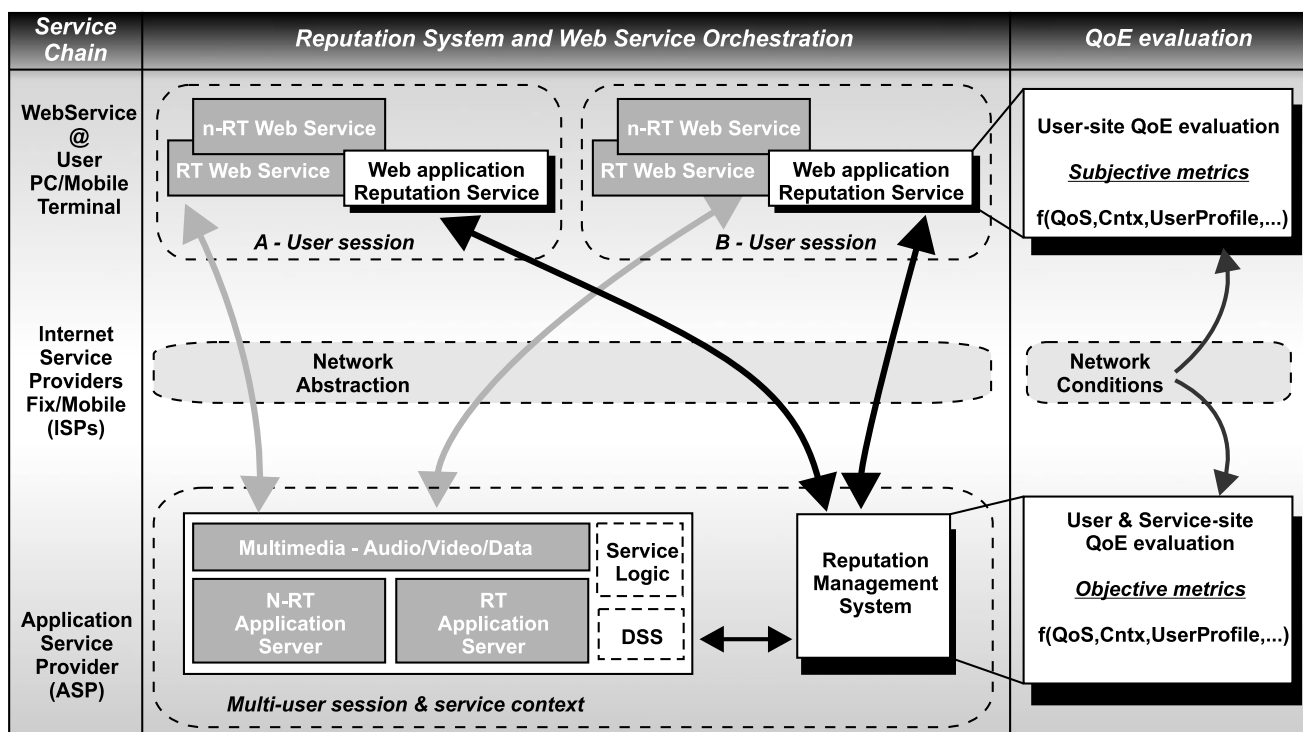 Service
Chain
Reputation System and Web Service Orchestration
QoE evaluation
WebService
@
User
PC/Mobile
Terminal
n-RT Web Service
RT Web Service
Web application
Reputation Service
A - User session
n-RT Web Service
RT Web Service
Web application
Reputation Service
B - User session
User-site QoE evaluation
Subjective metrics
f(QoS,Cntx,UserProfile,...)
Internet
Service
Providers
Fix/Mobile
(ISPs)
Network
Abstraction
Network
Conditions
Application
Service
Provider
(ASP)
Multimedia - Audio/Video/Data
N-RT
Application
Server
RT
Application
Server
Service
Logic
DSS
Multi-user session & service context
Reputation
Management
System
User & Service-site
QoE evaluation
Objective metrics
f(QoS,Cntx,UserProfile,...)